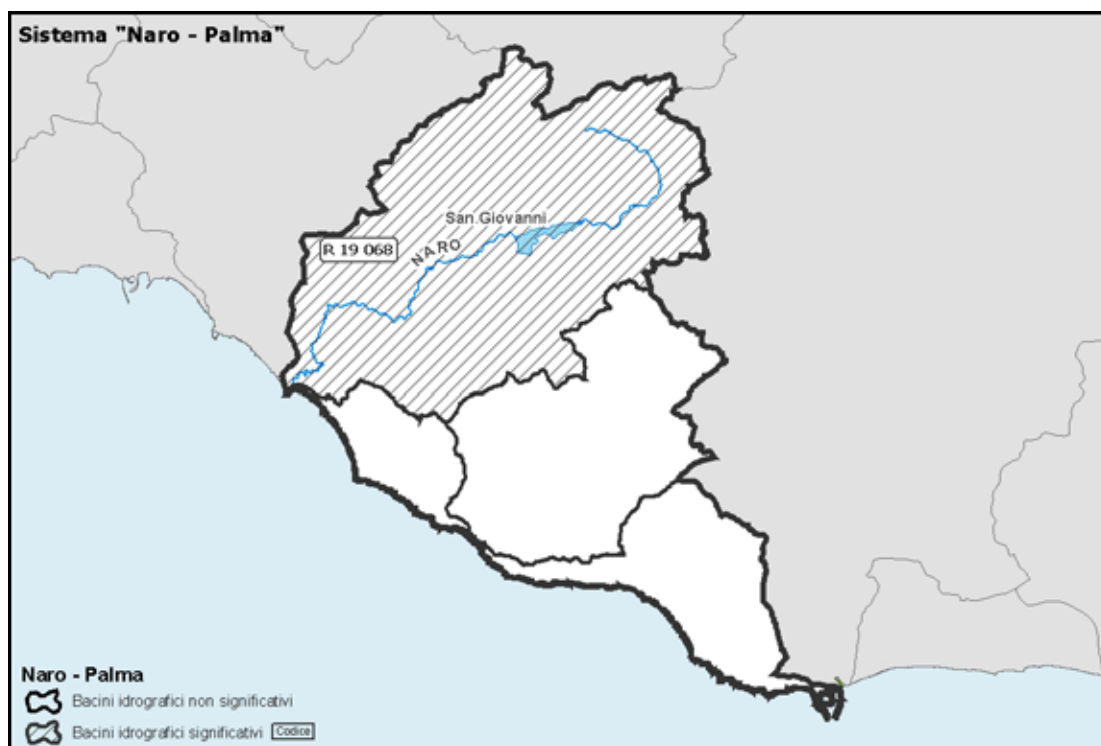 Sistema "Naro - Palma"
San Giovanni
R 19 068
NARO
Naro - Palma
Bacini idrografici non significativi
Bacini idrografici significativi Codice